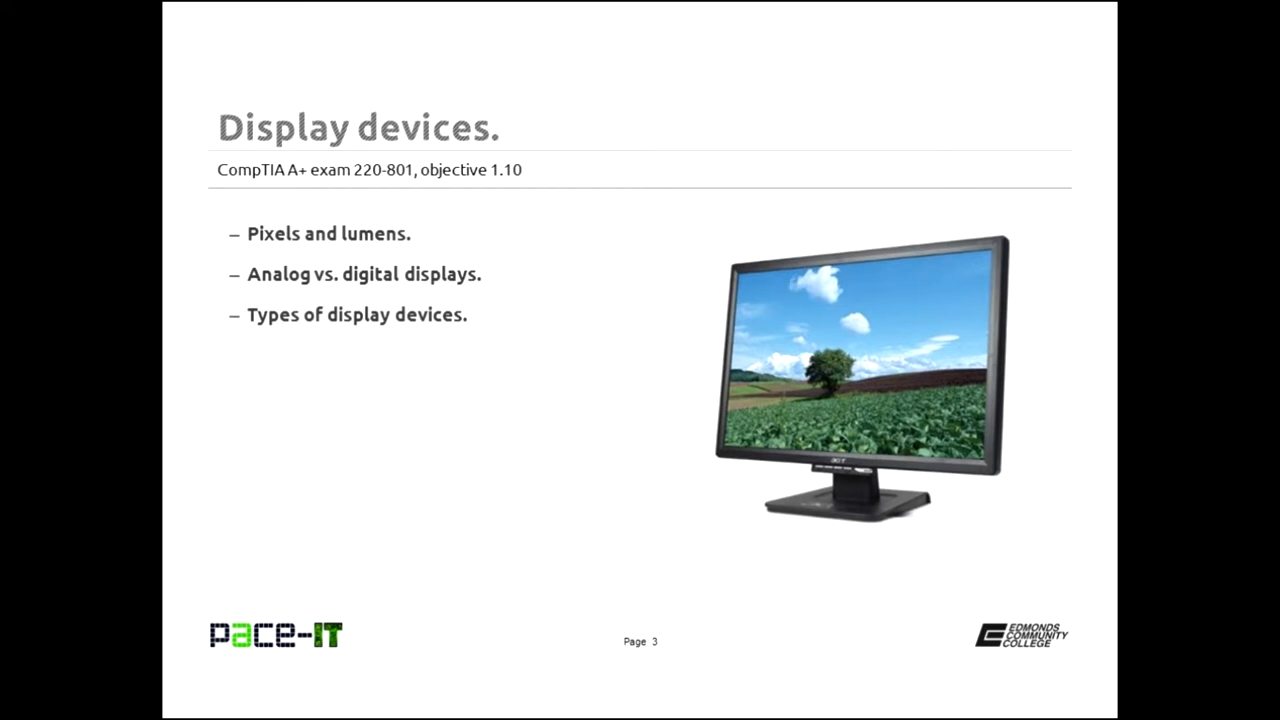 Display devices.
CompTIA A+ exam 220-801, objective 1.10
– Pixels and lumens.
– Analog vs. digital displays.
– Types of display devices.
acer
pace-IT
Page 3
EDMONDS
COMMUNITY
COLLEGE